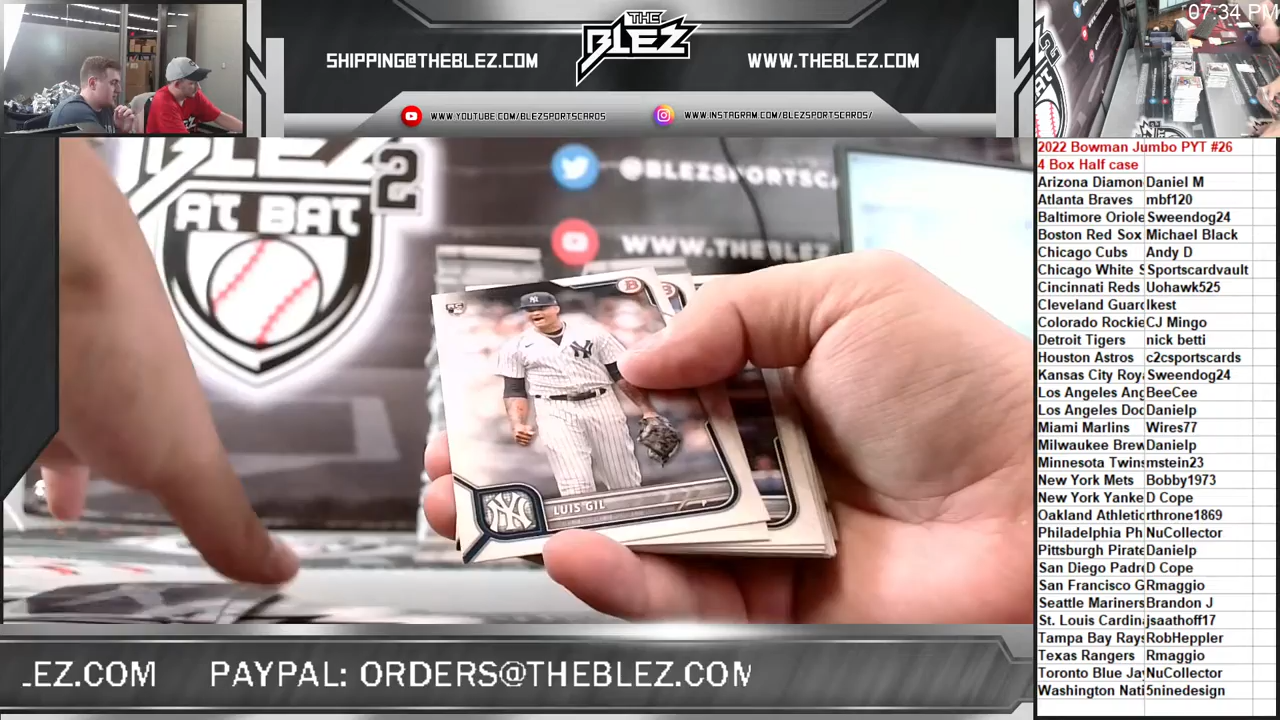 07:34 PM
THE
BLEZ
SHIPPING@THEBLEZ.COM
WWW.THEBLEZ.COM
WWW.YOUTUBE.COM/BLEZSPORTSCARDS
WWW.INSTAGRAM.COM/BLEZSPORTSCARDS/
BLEZ
2
AT BAT
@BLEZSPORTSCA
WWW.THEBLEZ
LUIS GIL
2022 Bowman Jumbo PYT #26
4 Box Half case
Arizona Diamon Daniel M
Atlanta Braves mbf120
Baltimore Oriole Sweendog24
Boston Red Sox Michael Black
Chicago Cubs Andy D
Chicago White S Sportscardvault
Cincinnati Reds Uohawk525
Cleveland Guard Ikest
Colorado Rockie CJ Mingo
Detroit Tigers nick betti
Houston Astros c2csportscards
Kansas City Roya Sweendog24
Los Angeles Ang BeeCee
Los Angeles Dod Danielp
Miami Marlins Wires77
Milwaukee Brew Danielp
Minnesota Twins mstein23
New York Mets Bobby1973
New York Yanke D Cope
Oakland Athletic rthrone1869
Philadelphia Ph NuCollector
Pittsburgh Pirate Danielp
San Diego Padre D Cope
San Francisco G Rmaggio
Seattle Mariners Brandon J
St. Louis Cardin jsaathoff17
Tampa Bay Rays RobHeppler
Texas Rangers Rmaggio
Toronto Blue Ja NuCollector
Washington Nati 5ninedesign
EZ.COM PAYPAL: ORDERS@THEBLEZ.COM